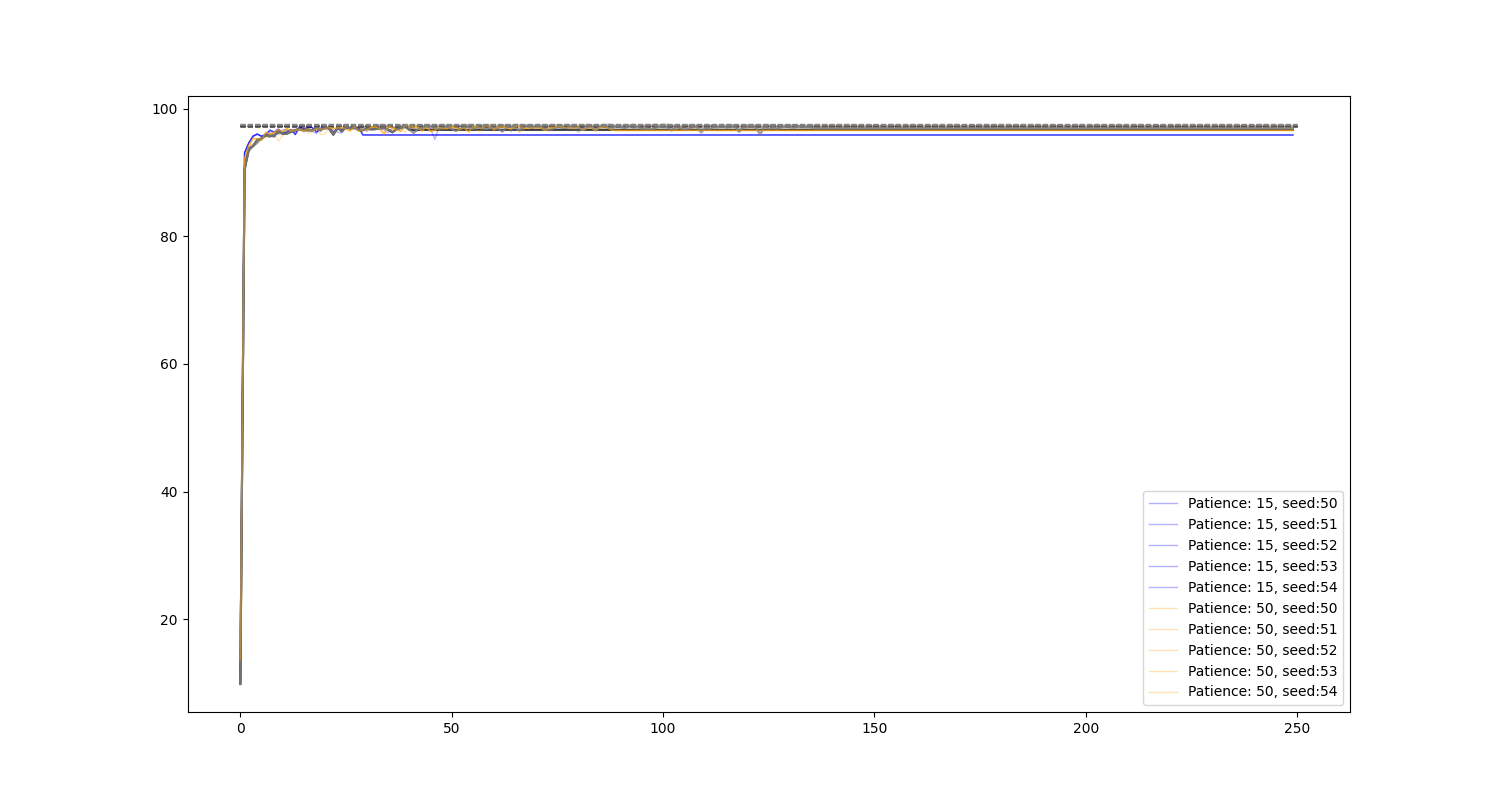 100
80
60
40
20
0 50 100 150 200 250
Patience: 15, seed:50
Patience: 15, seed:51
Patience: 15, seed:52
Patience: 15, seed:53
Patience: 15, seed:54
Patience: 50, seed:50
Patience: 50, seed:51
Patience: 50, seed:52
Patience: 50, seed:53
Patience: 50, seed:54